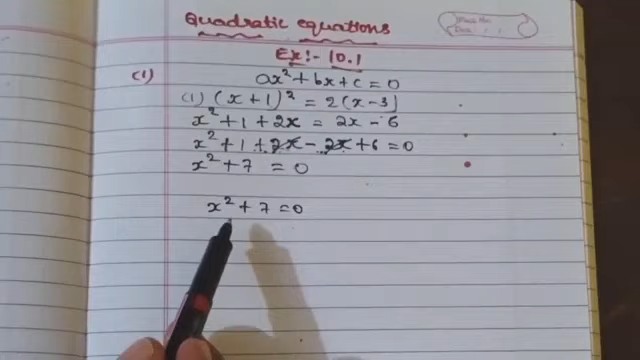 Quadratic equations
Ex:- 10.1
(1) ax² + bx + c = 0
(1) (x + 1)² = 2(x - 3)
x² + 1 + 2x = 2x - 6
x² + 1 + 2x - 2x + 6 = 0
x² + 7 = 0
x² + 7 = 0